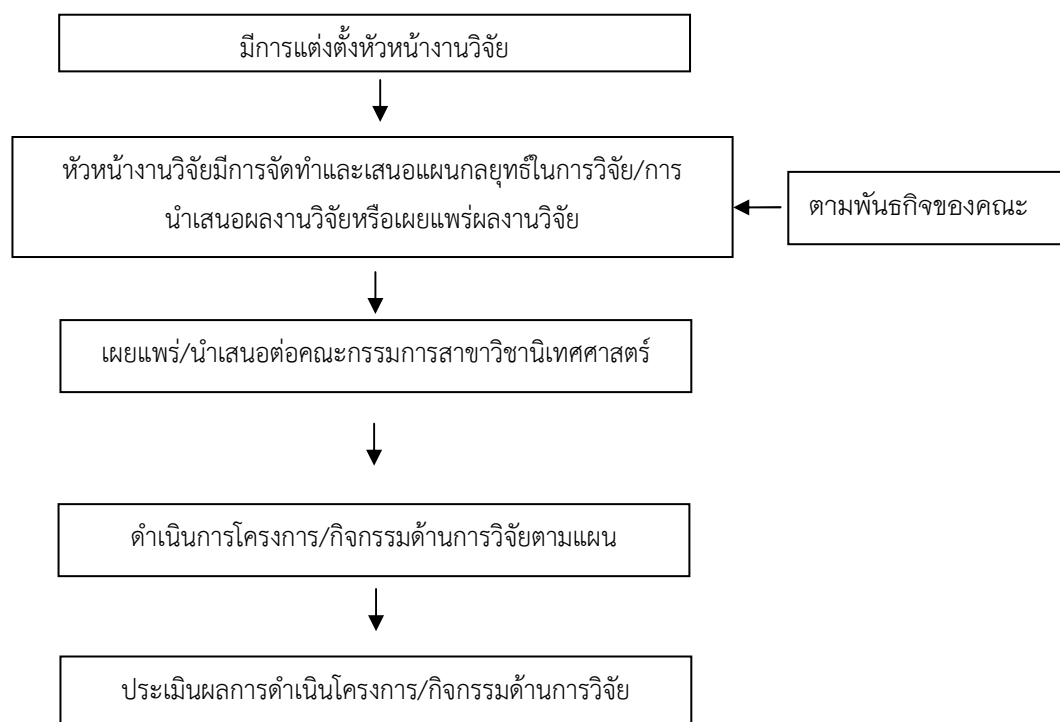 มีการแต่งตั้งหัวหน้างานวิจัย
หัวหน้างานวิจัยมีการจัดทำและเสนอแผนกลยุทธ์ในการวิจัย/การ
นำเสนอผลงานวิจัยหรือเผยแพร่ผลงานวิจัย
ตามพันธกิจของคณะ
เผยแพร่/นำเสนอต่อคณะกรรมการสาขาวิชานิเทศศาสตร์
ดำเนินการโครงการ/กิจกรรมด้านการวิจัยตามแผน
ประเมินผลการดำเนินโครงการ/กิจกรรมด้านการวิจัย